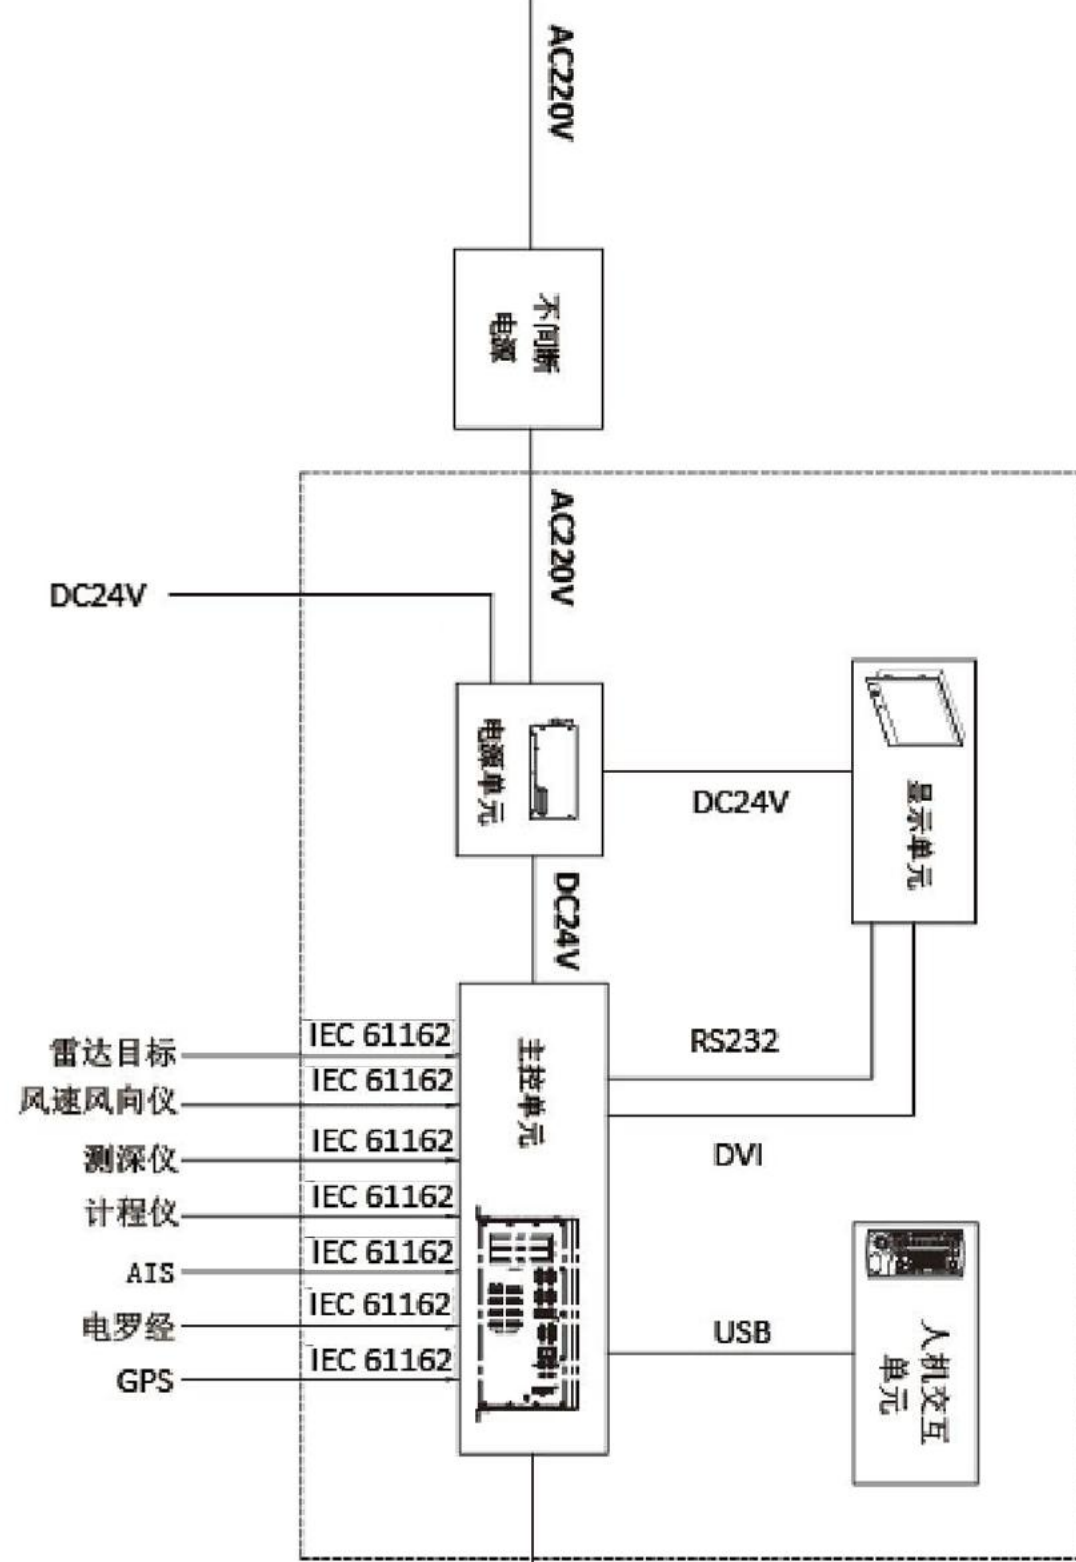 AC220V
不间断
电源
AC220V
DC24V
电源单元
DC24V
显示单元
DC24V
主控单元
RS232
DVI
雷达目标
IEC 61162
风速风向仪
IEC 61162
测深仪
IEC 61162
计程仪
IEC 61162
AIS
IEC 61162
电罗经
IEC 61162
GPS
IEC 61162
USB
人机交互
单元